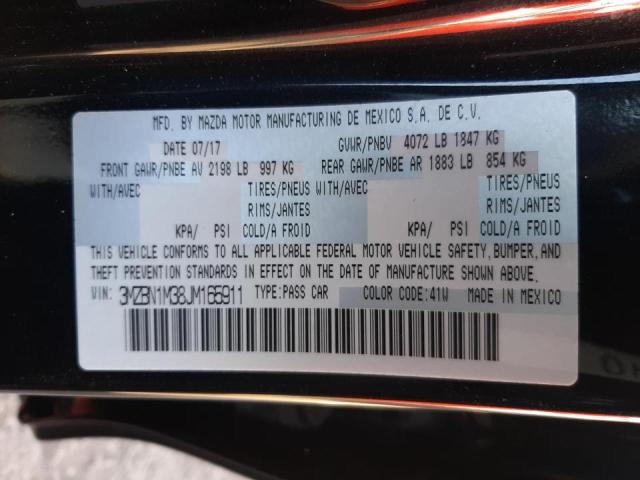 MFD. BY MAZDA MOTOR MANUFACTURING DE MEXICO S.A. DE C.V.
DATE 07/17 GVWR/PNBV 4072 LB 1847 KG
FRONT GAWR/PNBE AV 2198 LB 997 KG REAR GAWR/PNBE AR 1883 LB 854 KG
WITH/AVEC TIRES/PNEUS WITH/AVEC TIRES/PNEUS
RIMS/JANTES RIMS/JANTES
KPA/ PSI COLD/A FROID KPA/ PSI COLD/A FROID
THIS VEHICLE CONFORMS TO ALL APPLICABLE FEDERAL MOTOR VEHICLE SAFETY, BUMPER, AND
THEFT PREVENTION STANDARDS IN EFFECT ON THE DATE OF MANUFACTURE SHOWN ABOVE.
VIN: 3MZBN1M38JM165911 TYPE:PASS CAR COLOR CODE:41W MADE IN MEXICO